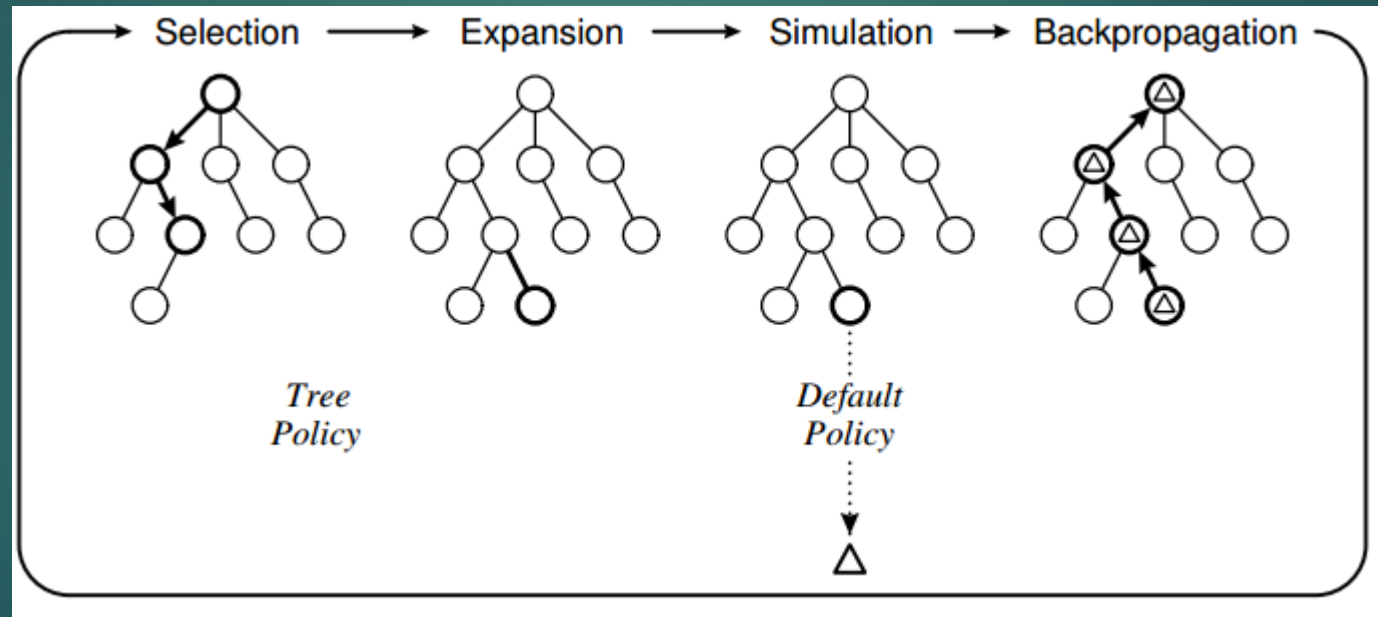 Selection Expansion Simulation Backpropagation
Tree
Policy
Default
Policy